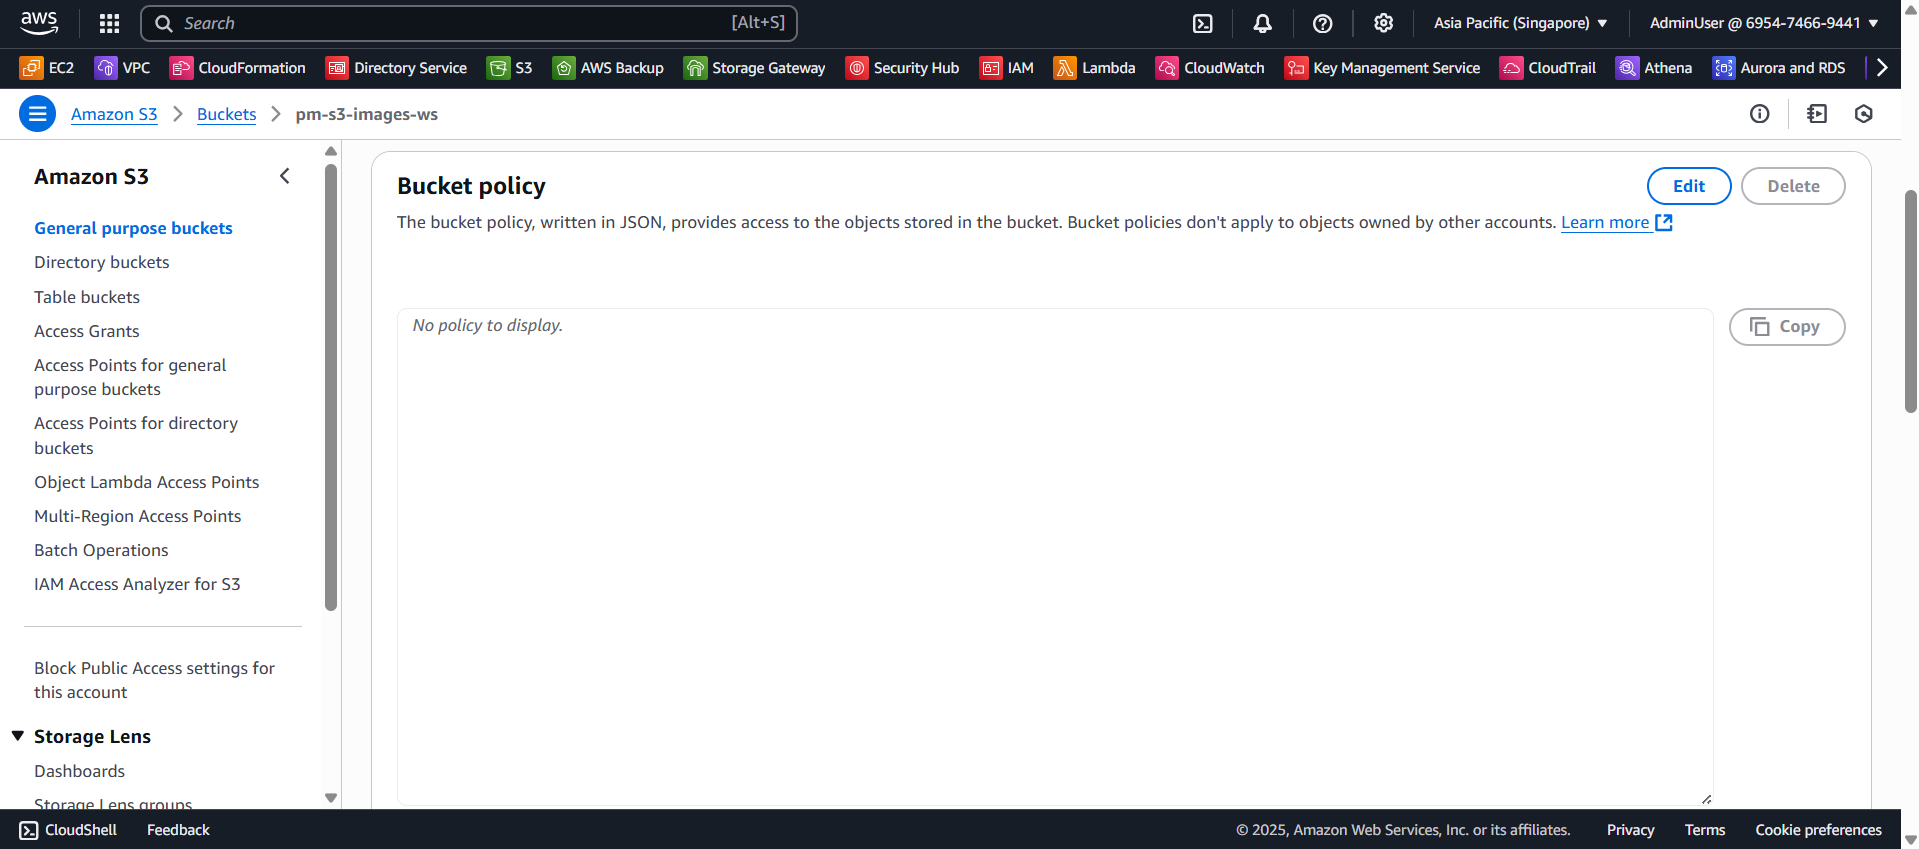 aws
Search [Alt+S]
Asia Pacific (Singapore)
AdminUser @ 6954-7466-9441
EC2 VPC CloudFormation Directory Service S3 AWS Backup Storage Gateway Security Hub IAM Lambda CloudWatch Key Management Service CloudTrail Athena Aurora and RDS
Amazon S3 Buckets pm-s3-images-ws
Amazon S3
General purpose buckets
Directory buckets
Table buckets
Access Grants
Access Points for general
purpose buckets
Access Points for directory
buckets
Object Lambda Access Points
Multi-Region Access Points
Batch Operations
IAM Access Analyzer for S3
Block Public Access settings for
this account
Storage Lens
Dashboards
Storage Lens groups
Bucket policy
Edit
Delete
The bucket policy, written in JSON, provides access to the objects stored in the bucket. Bucket policies don't apply to objects owned by other accounts. Learn more
No policy to display.
Copy
CloudShell Feedback
© 2025, Amazon Web Services, Inc. or its affiliates. Privacy Terms Cookie preferences